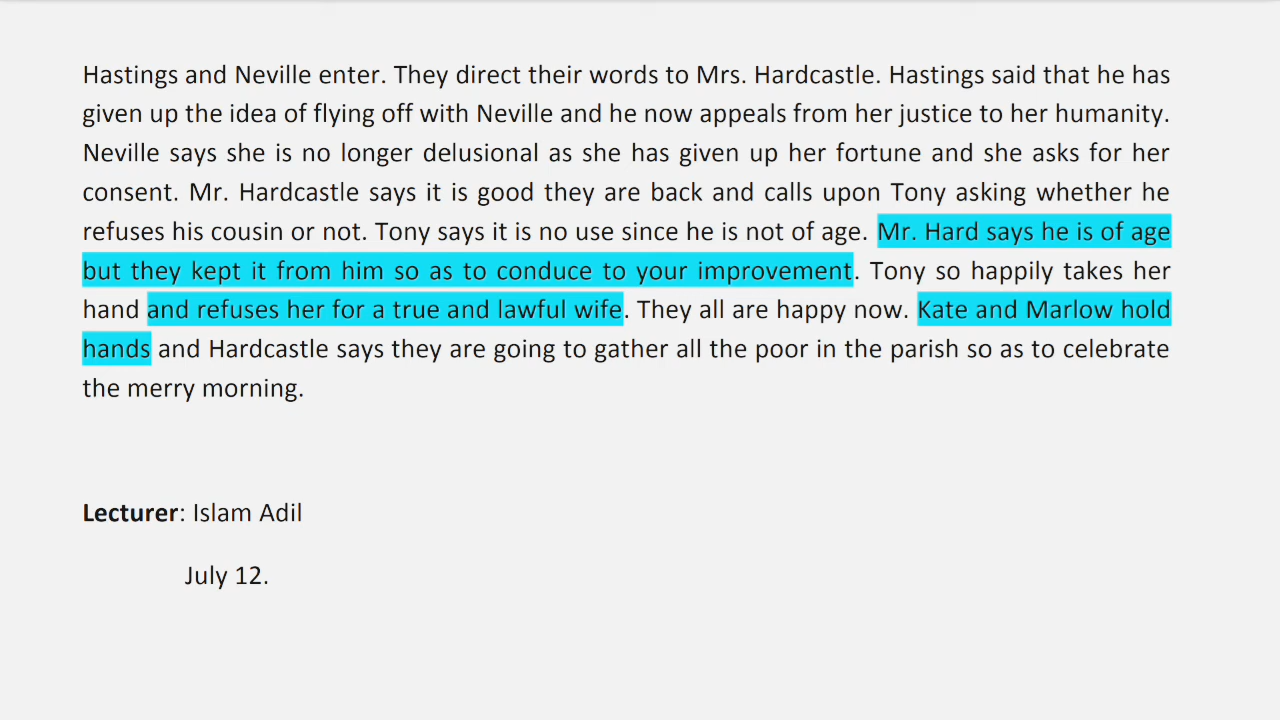 Hastings and Neville enter. They direct their words to Mrs. Hardcastle. Hastings said that he has
given up the idea of flying off with Neville and he now appeals from her justice to her humanity.
Neville says she is no longer delusional as she has given up her fortune and she asks for her
consent. Mr. Hardcastle says it is good they are back and calls upon Tony asking whether he
refuses his cousin or not. Tony says it is no use since he is not of age. Mr. Hard says he is of age
but they kept it from him so as to conduce to your improvement. Tony so happily takes her
hand and refuses her for a true and lawful wife. They all are happy now. Kate and Marlow hold
hands and Hardcastle says they are going to gather all the poor in the parish so as to celebrate
the merry morning.
Lecturer: Islam Adil
July 12.